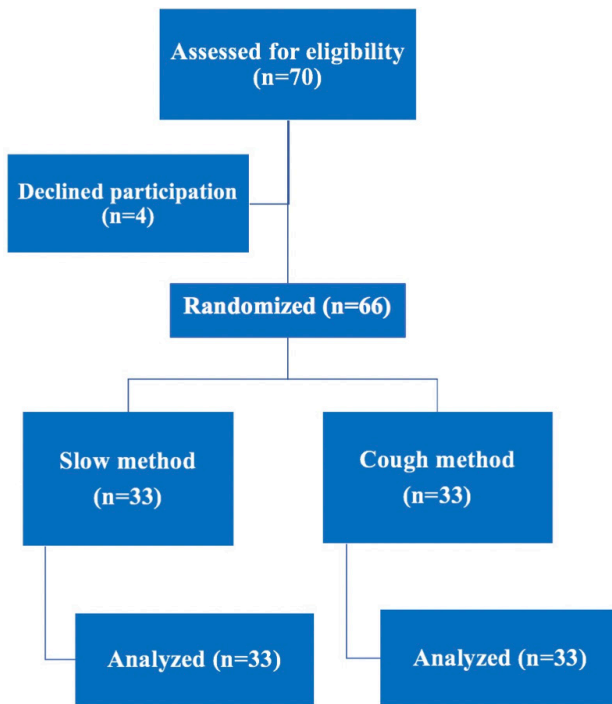 Assessed for eligibility
(n=70)
Declined participation
(n=4)
Randomized (n=66)
Slow method
(n=33)
Cough method
(n=33)
Analyzed (n=33)
Analyzed (n=33)